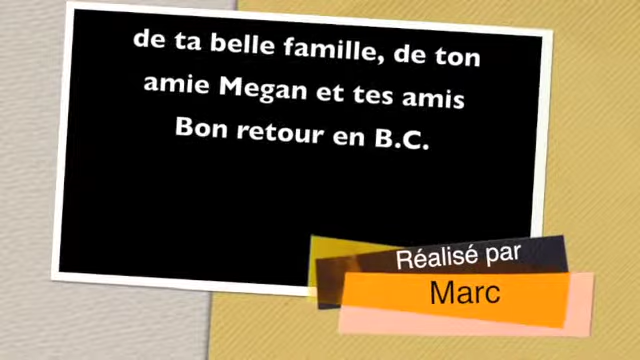 de ta belle famille, de ton
amie Megan et tes amis
Bon retour en B.C.
Réalisé par
Marc